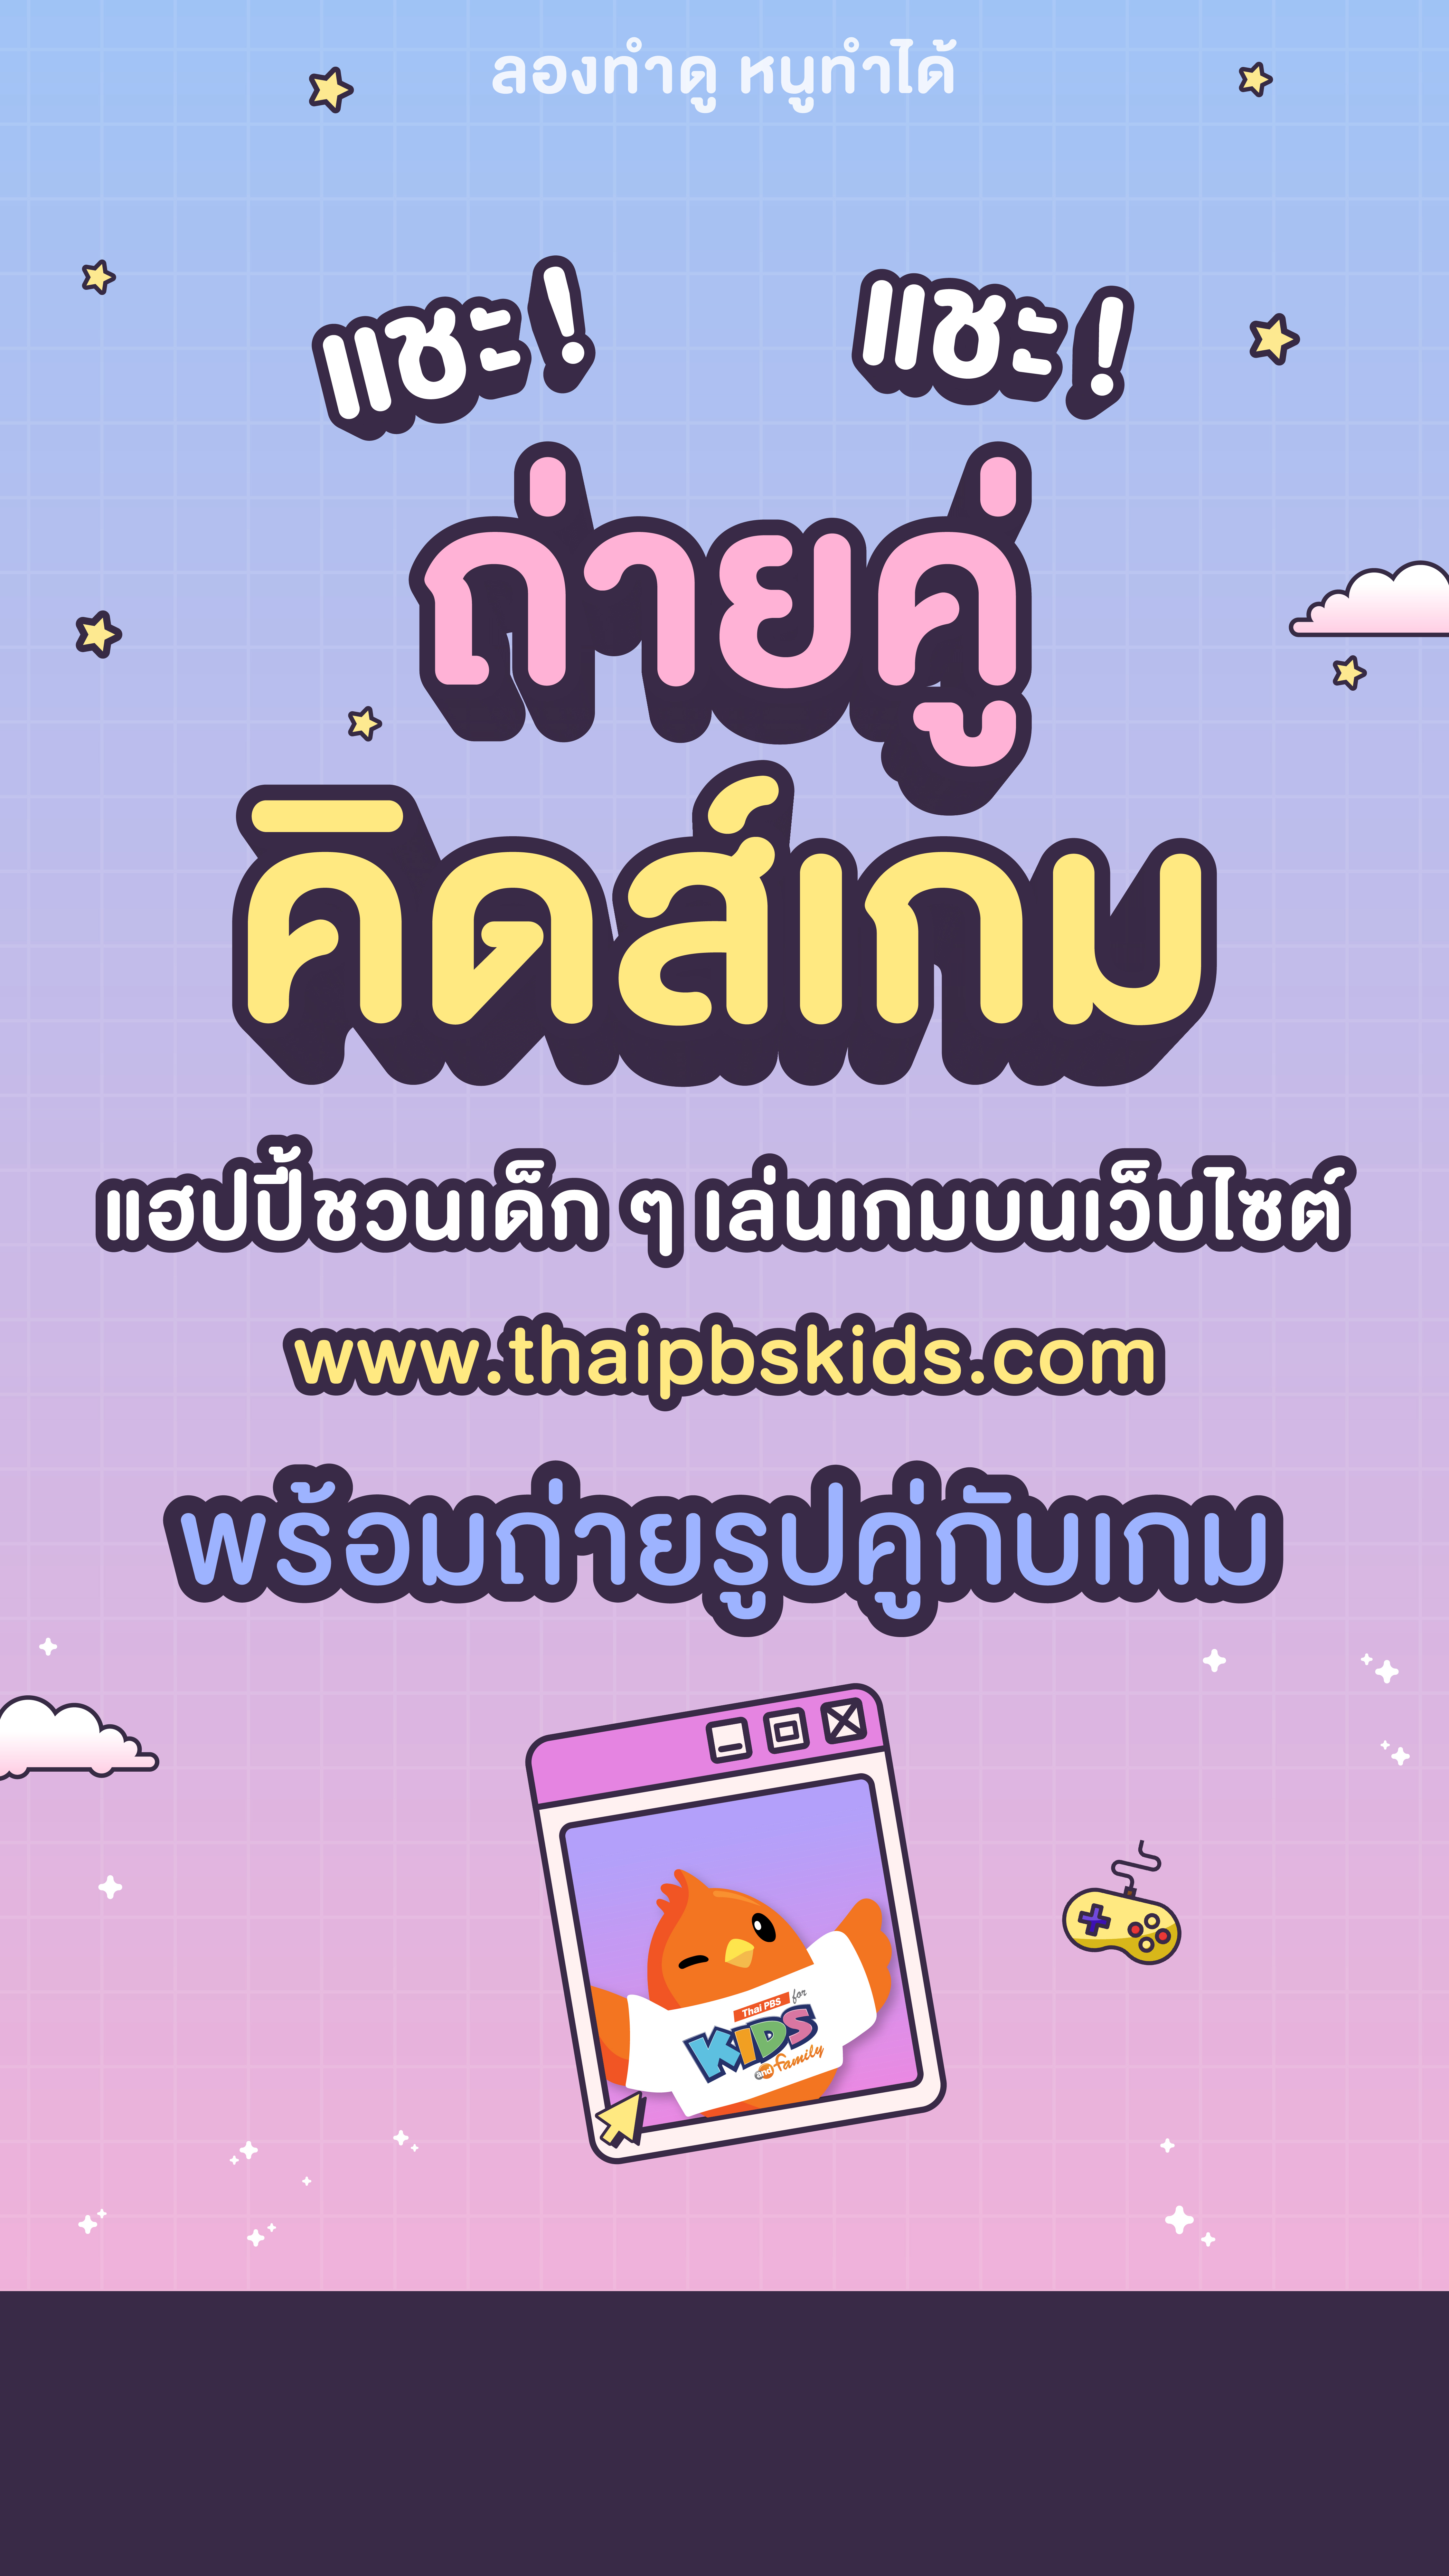 ลองทำดู หนูทำได้
แชะ! แชะ!
ถ่ายคู่
คิดส์เกม
แฮปปี้ชวนเด็ก ๆ เล่นเกมบนเว็บไซต์
www.thaipbskids.com
พร้อมถ่ายรูปคู่กับเกม
Thai PBS for
KIDS
and family